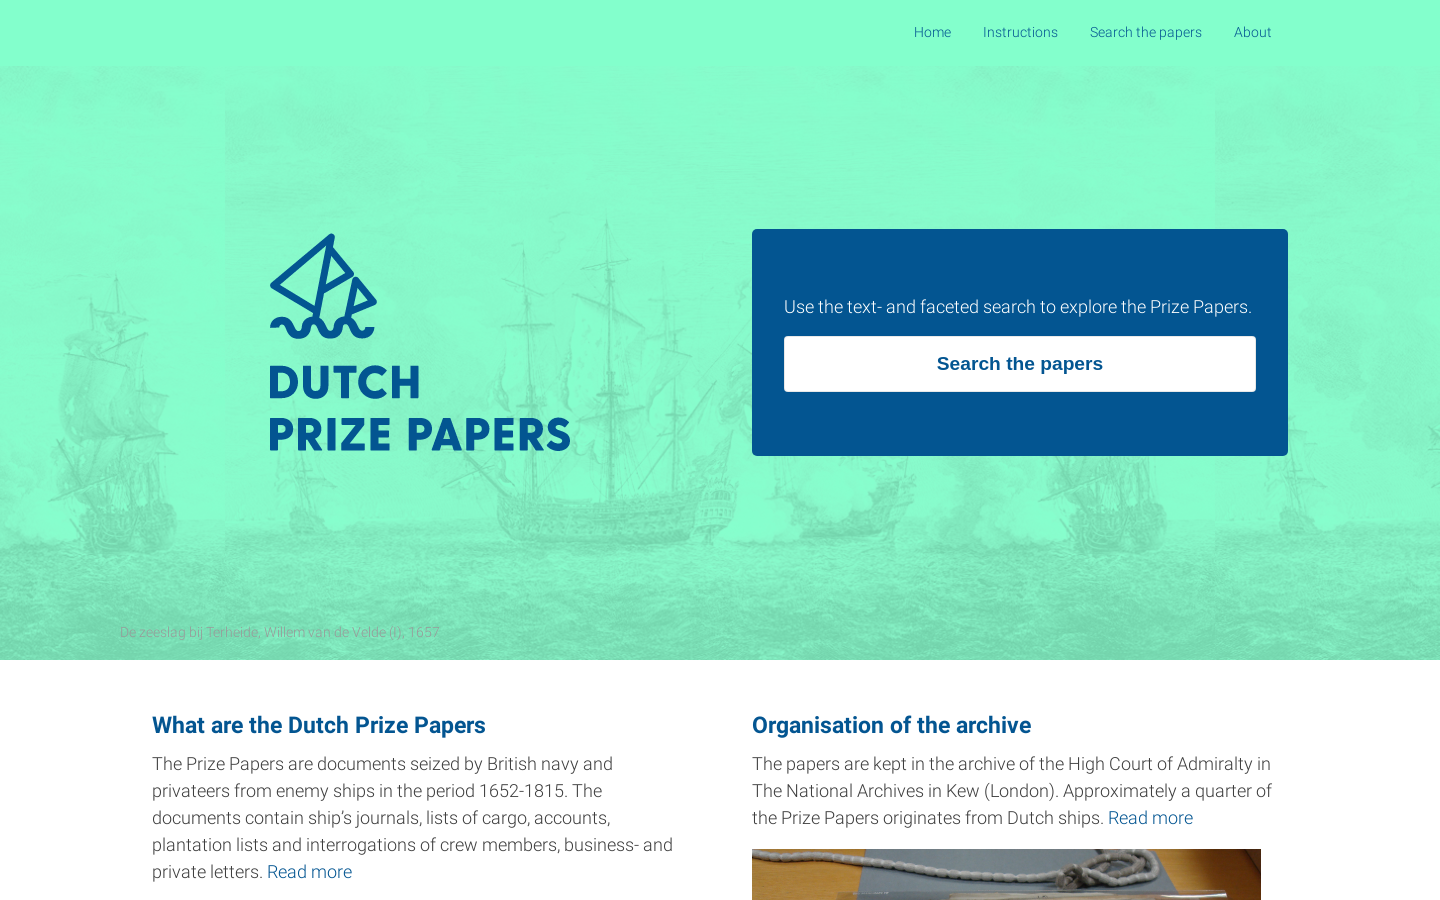 Home Instructions Search the papers About
DUTCH
PRIZE PAPERS
Use the text- and faceted search to explore the Prize Papers.
Search the papers
De zeeslag bij Terheide, Willem van de Velde (I), 1657.
What are the Dutch Prize Papers
The Prize Papers are documents seized by British navy and
privateers from enemy ships in the period 1652-1815. The
documents contain ship’s journals, lists of cargo, accounts,
plantation lists and interrogations of crew members, business- and
private letters. Read more
Organisation of the archive
The papers are kept in the archive of the High Court of Admiralty in
The National Archives in Kew (London). Approximately a quarter of
the Prize Papers originates from Dutch ships. Read more